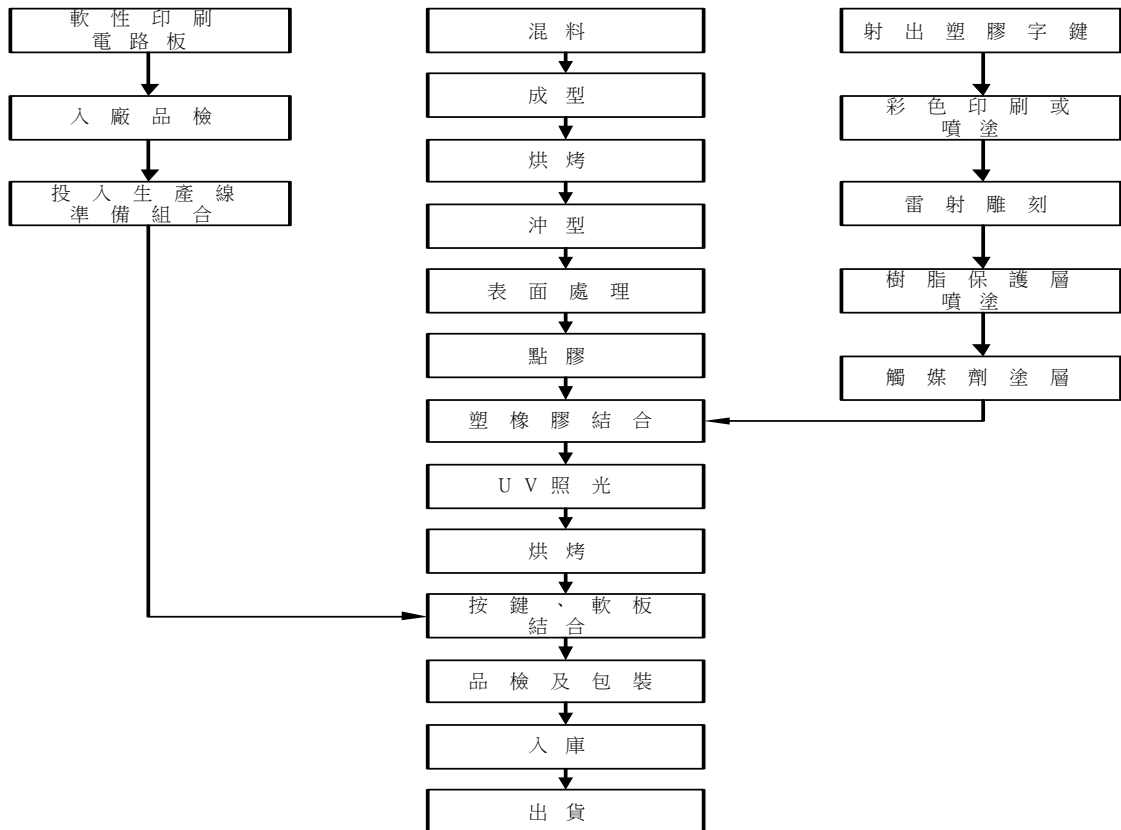 軟性印刷
電路板
入廠品檢
投入生產線
準備組合
混料
成型
烘烤
沖型
表面處理
點膠
塑橡膠結合
UV照光
烘烤
按鍵、軟板
結合
品檢及包裝
入庫
出貨
射出塑膠字鍵
彩色印刷或
噴塗
雷射雕刻
樹脂保護層
噴塗
觸媒劑塗層